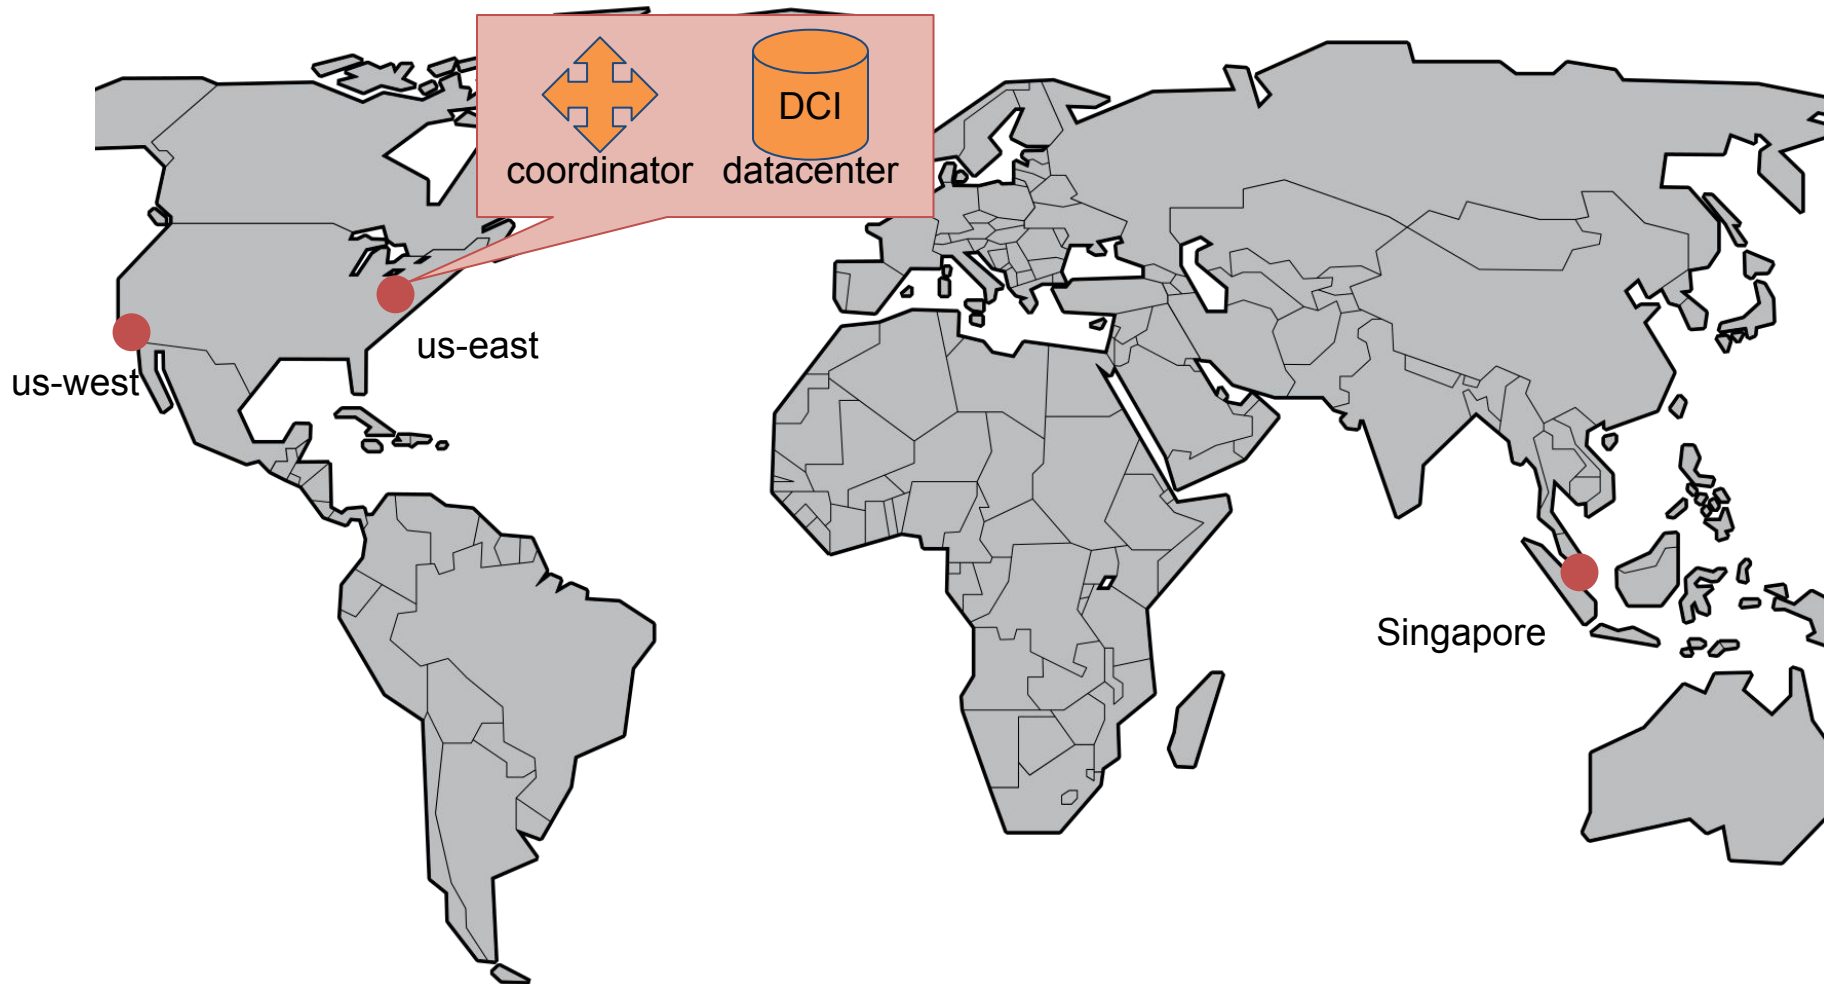 DCI
coordinator
datacenter
us-east
us-west
Singapore